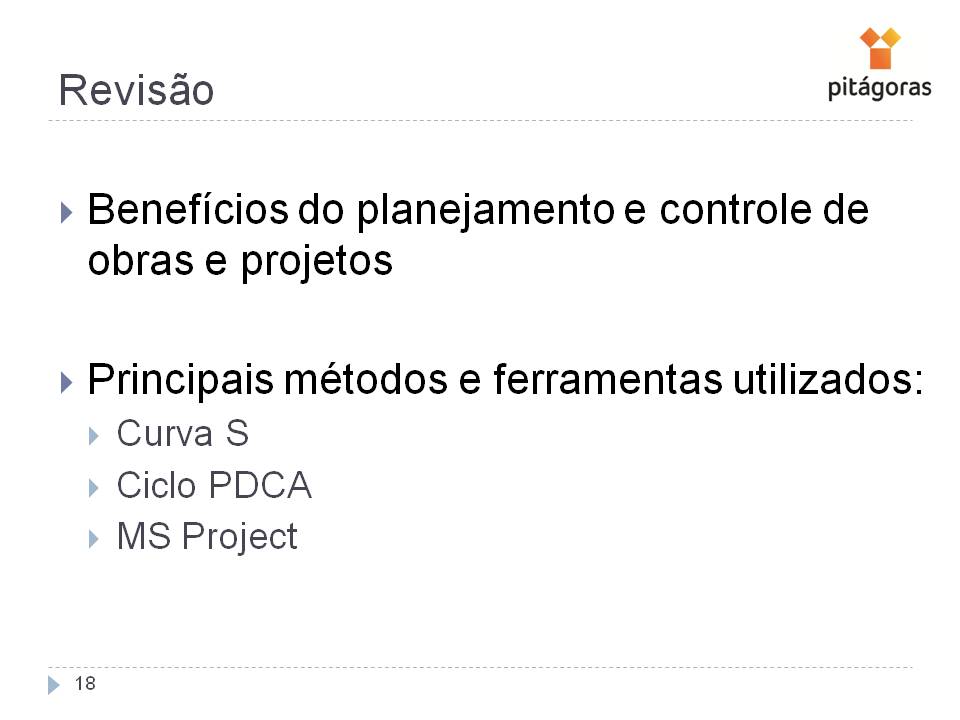 Revisão
pitágoras
Benefícios do planejamento e controle de
obras e projetos
Principais métodos e ferramentas utilizados:
Curva S
Ciclo PDCA
MS Project
18